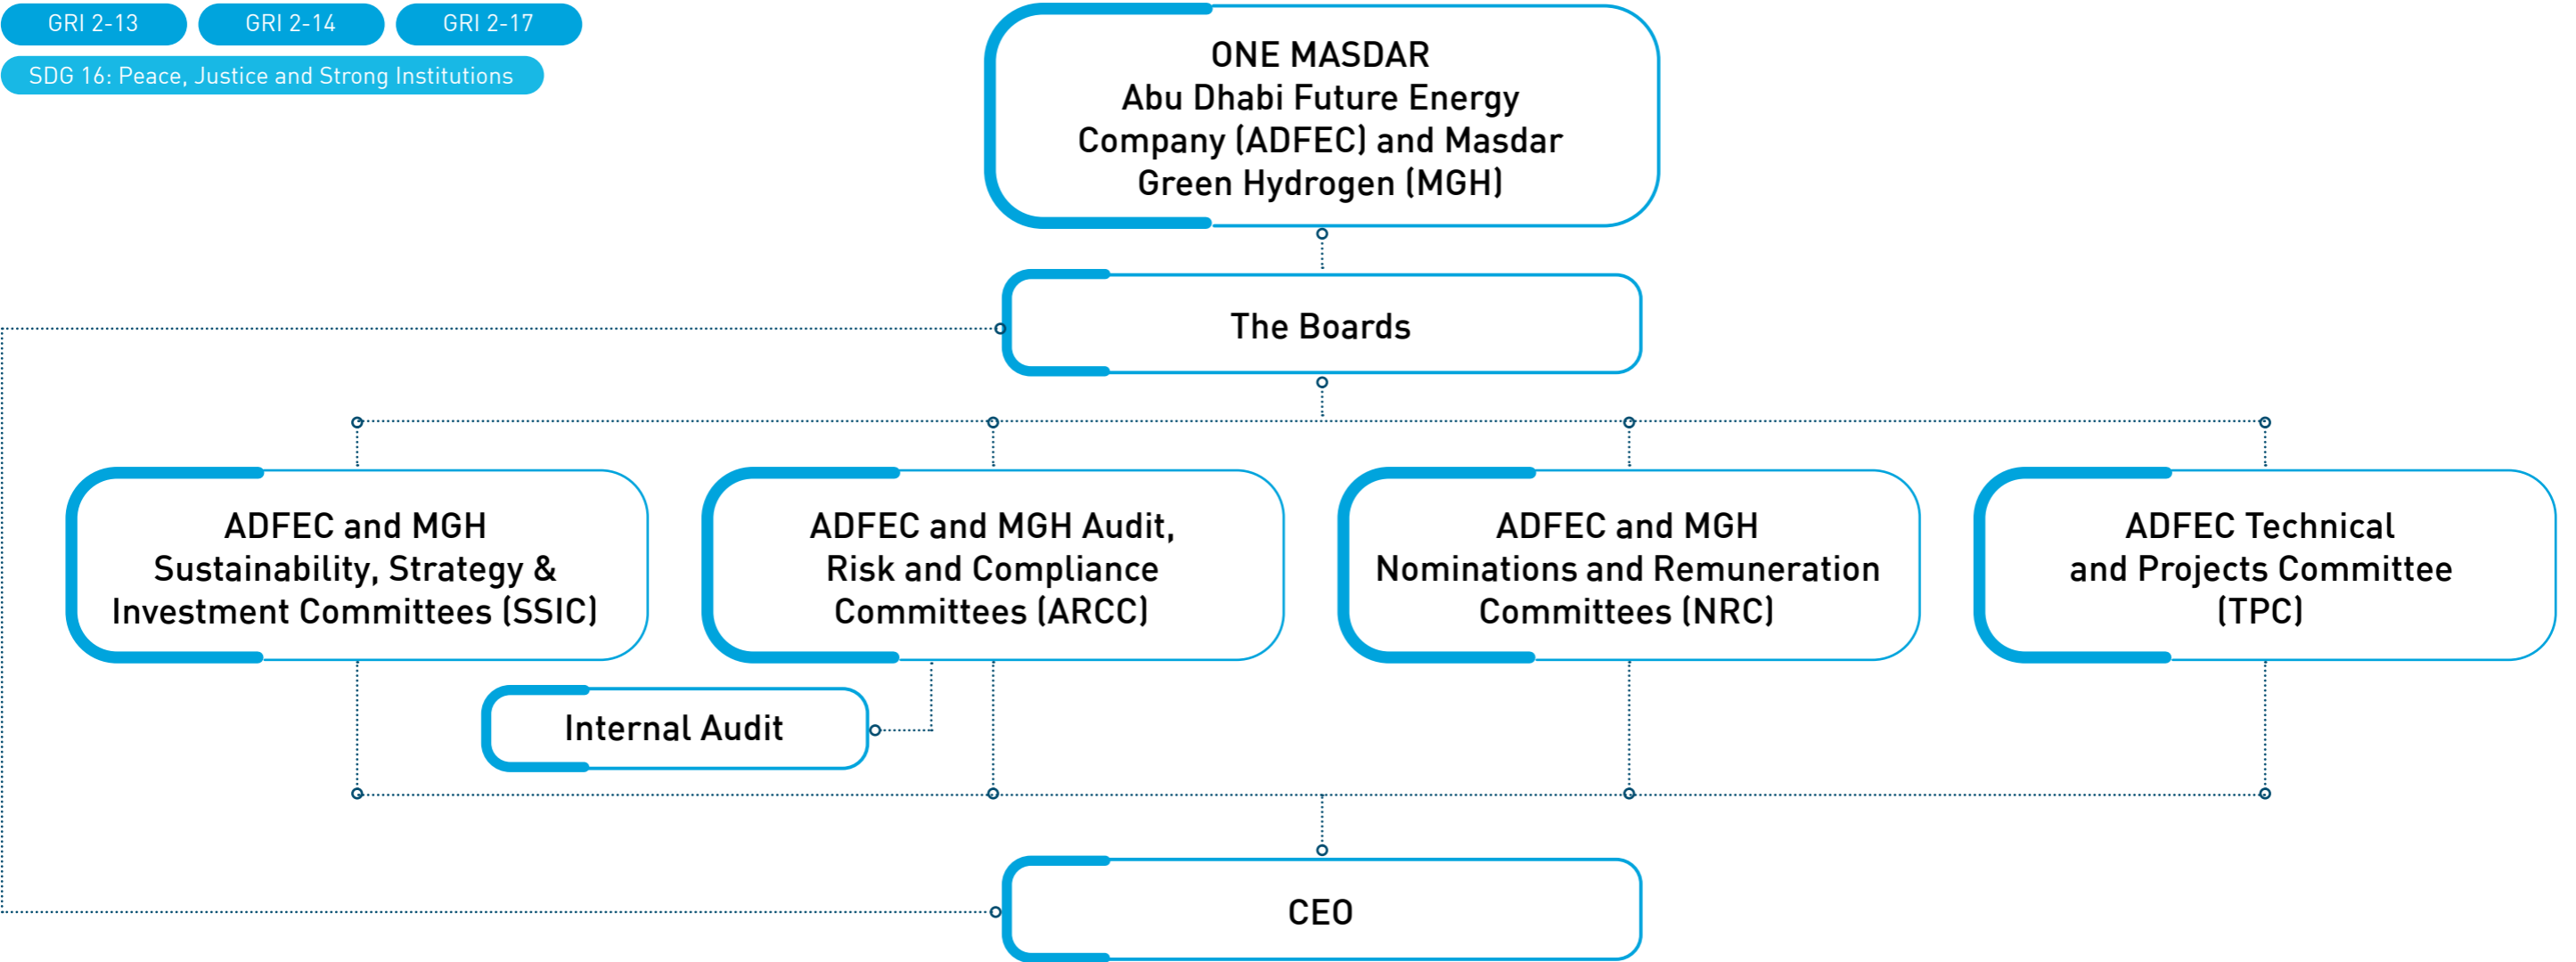 GRI 2-13
GRI 2-14
GRI 2-17
SDG 16: Peace, Justice and Strong Institutions
ONE MASDAR
Abu Dhabi Future Energy
Company (ADFEC) and Masdar
Green Hydrogen (MGH)
The Boards
ADFEC and MGH
Sustainability, Strategy &
Investment Committees (SSIC)
ADFEC and MGH Audit,
Risk and Compliance
Committees (ARCC)
ADFEC and MGH
Nominations and Remuneration
Committees (NRC)
ADFEC Technical
and Projects Committee
(TPC)
Internal Audit
CEO